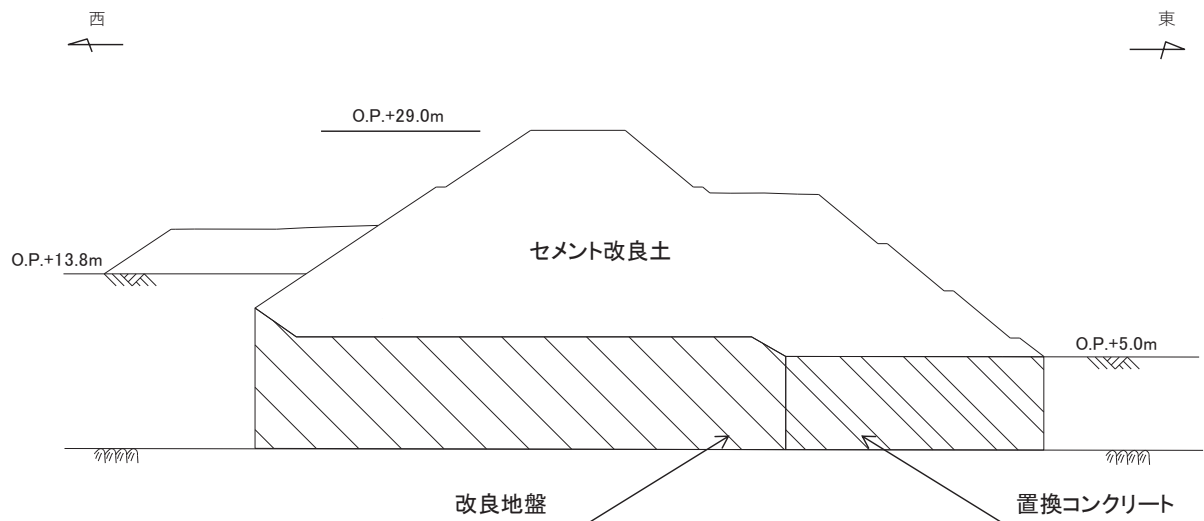 西
東
O.P.+29.0m
セメント改良土
O.P.+13.8m
O.P.+5.0m
改良地盤
置換コンクリート